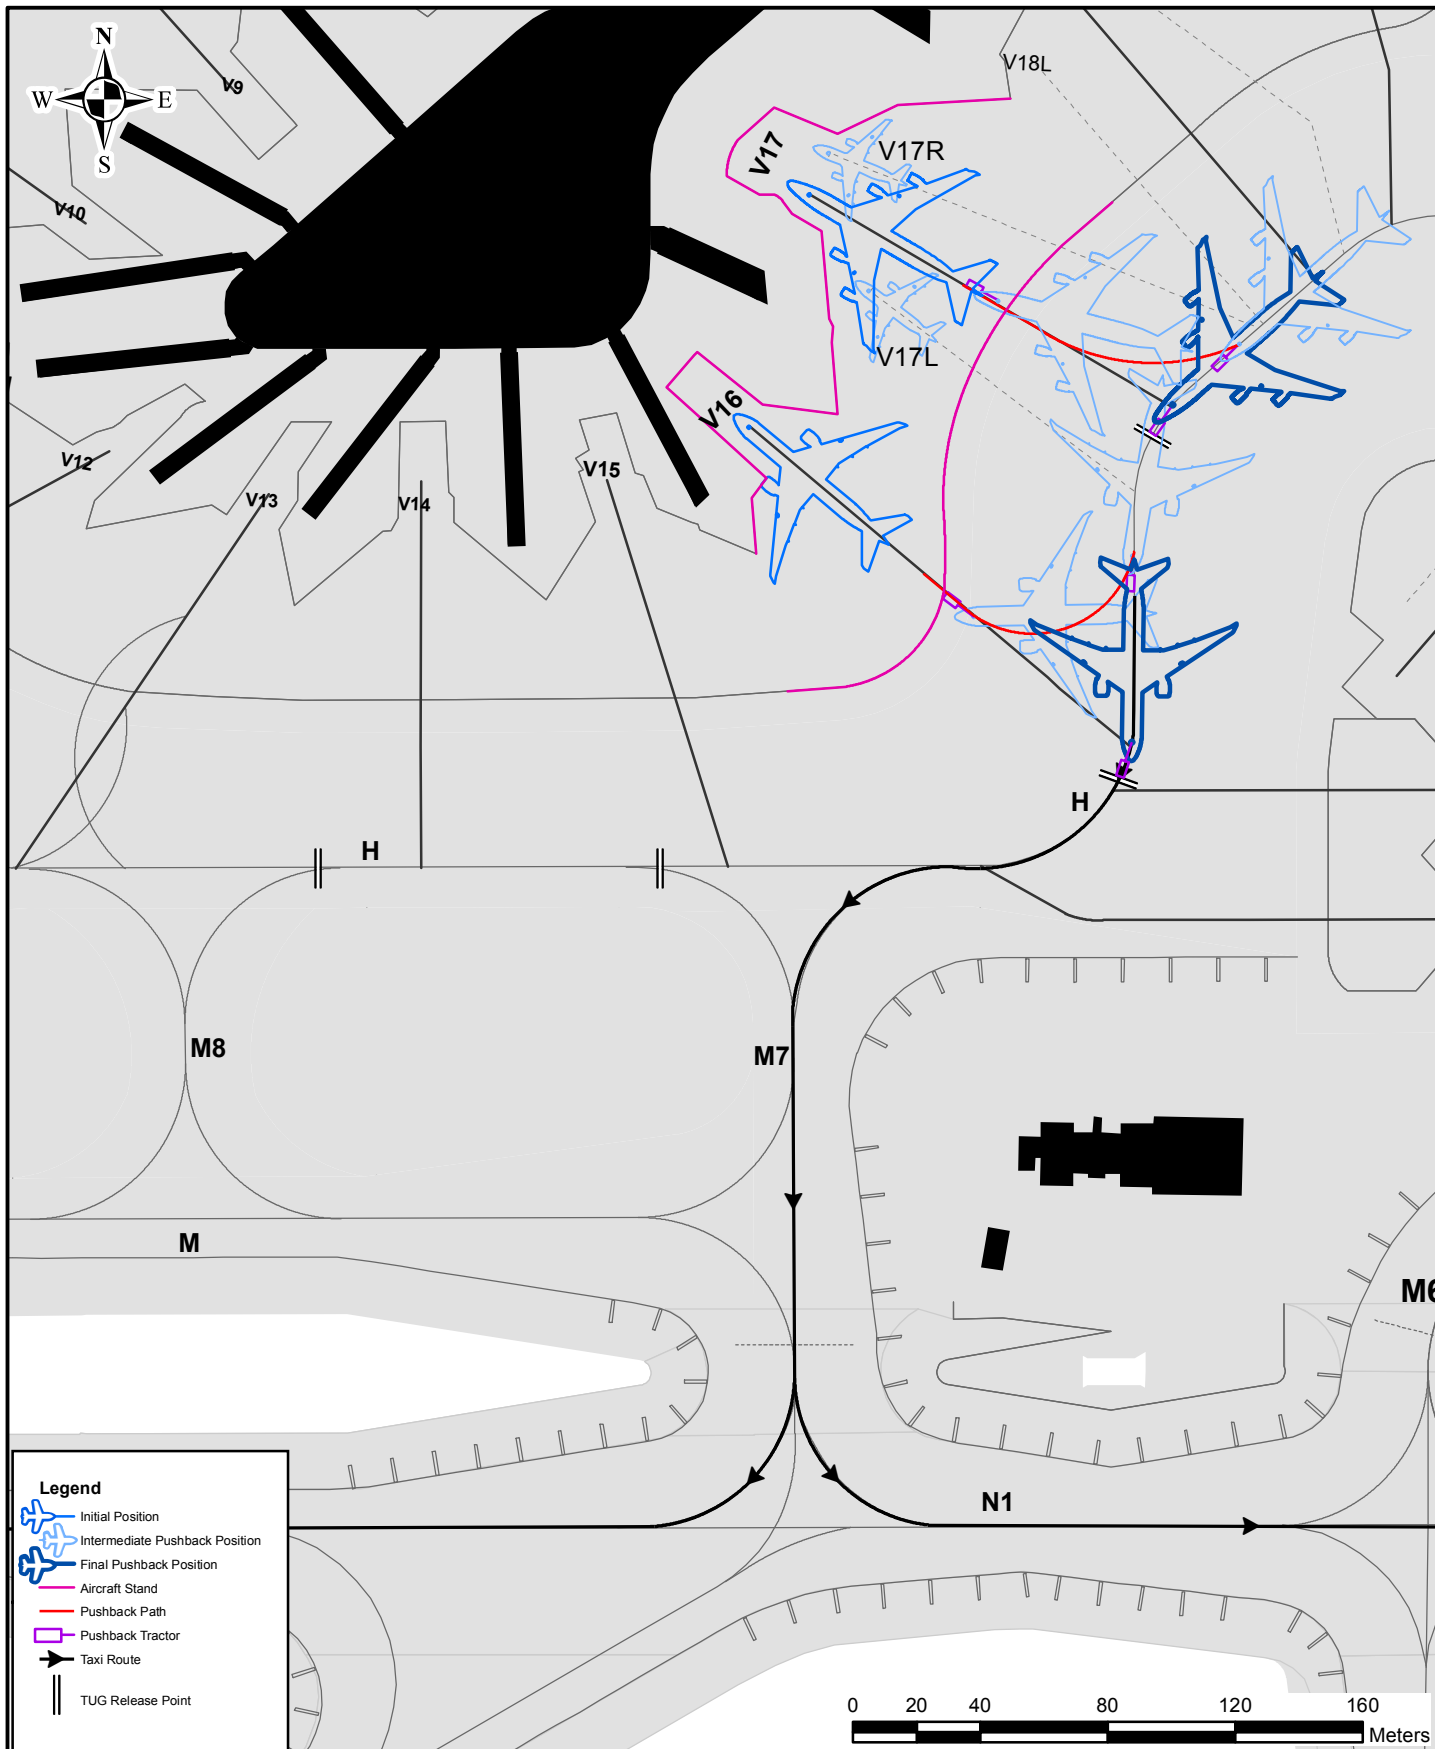 N
W E
S
V9
V18L
V17
V17R
V10
V17L
V16
V12
V15
V13
V14
H
H
M8
M7
M
M6
N1
Legend
Initial Position
Intermediate Pushback Position
Final Pushback Position
Aircraft Stand
Pushback Path
Pushback Tractor
Taxi Route
TUG Release Point
0 20 40 80 120 160
Meters